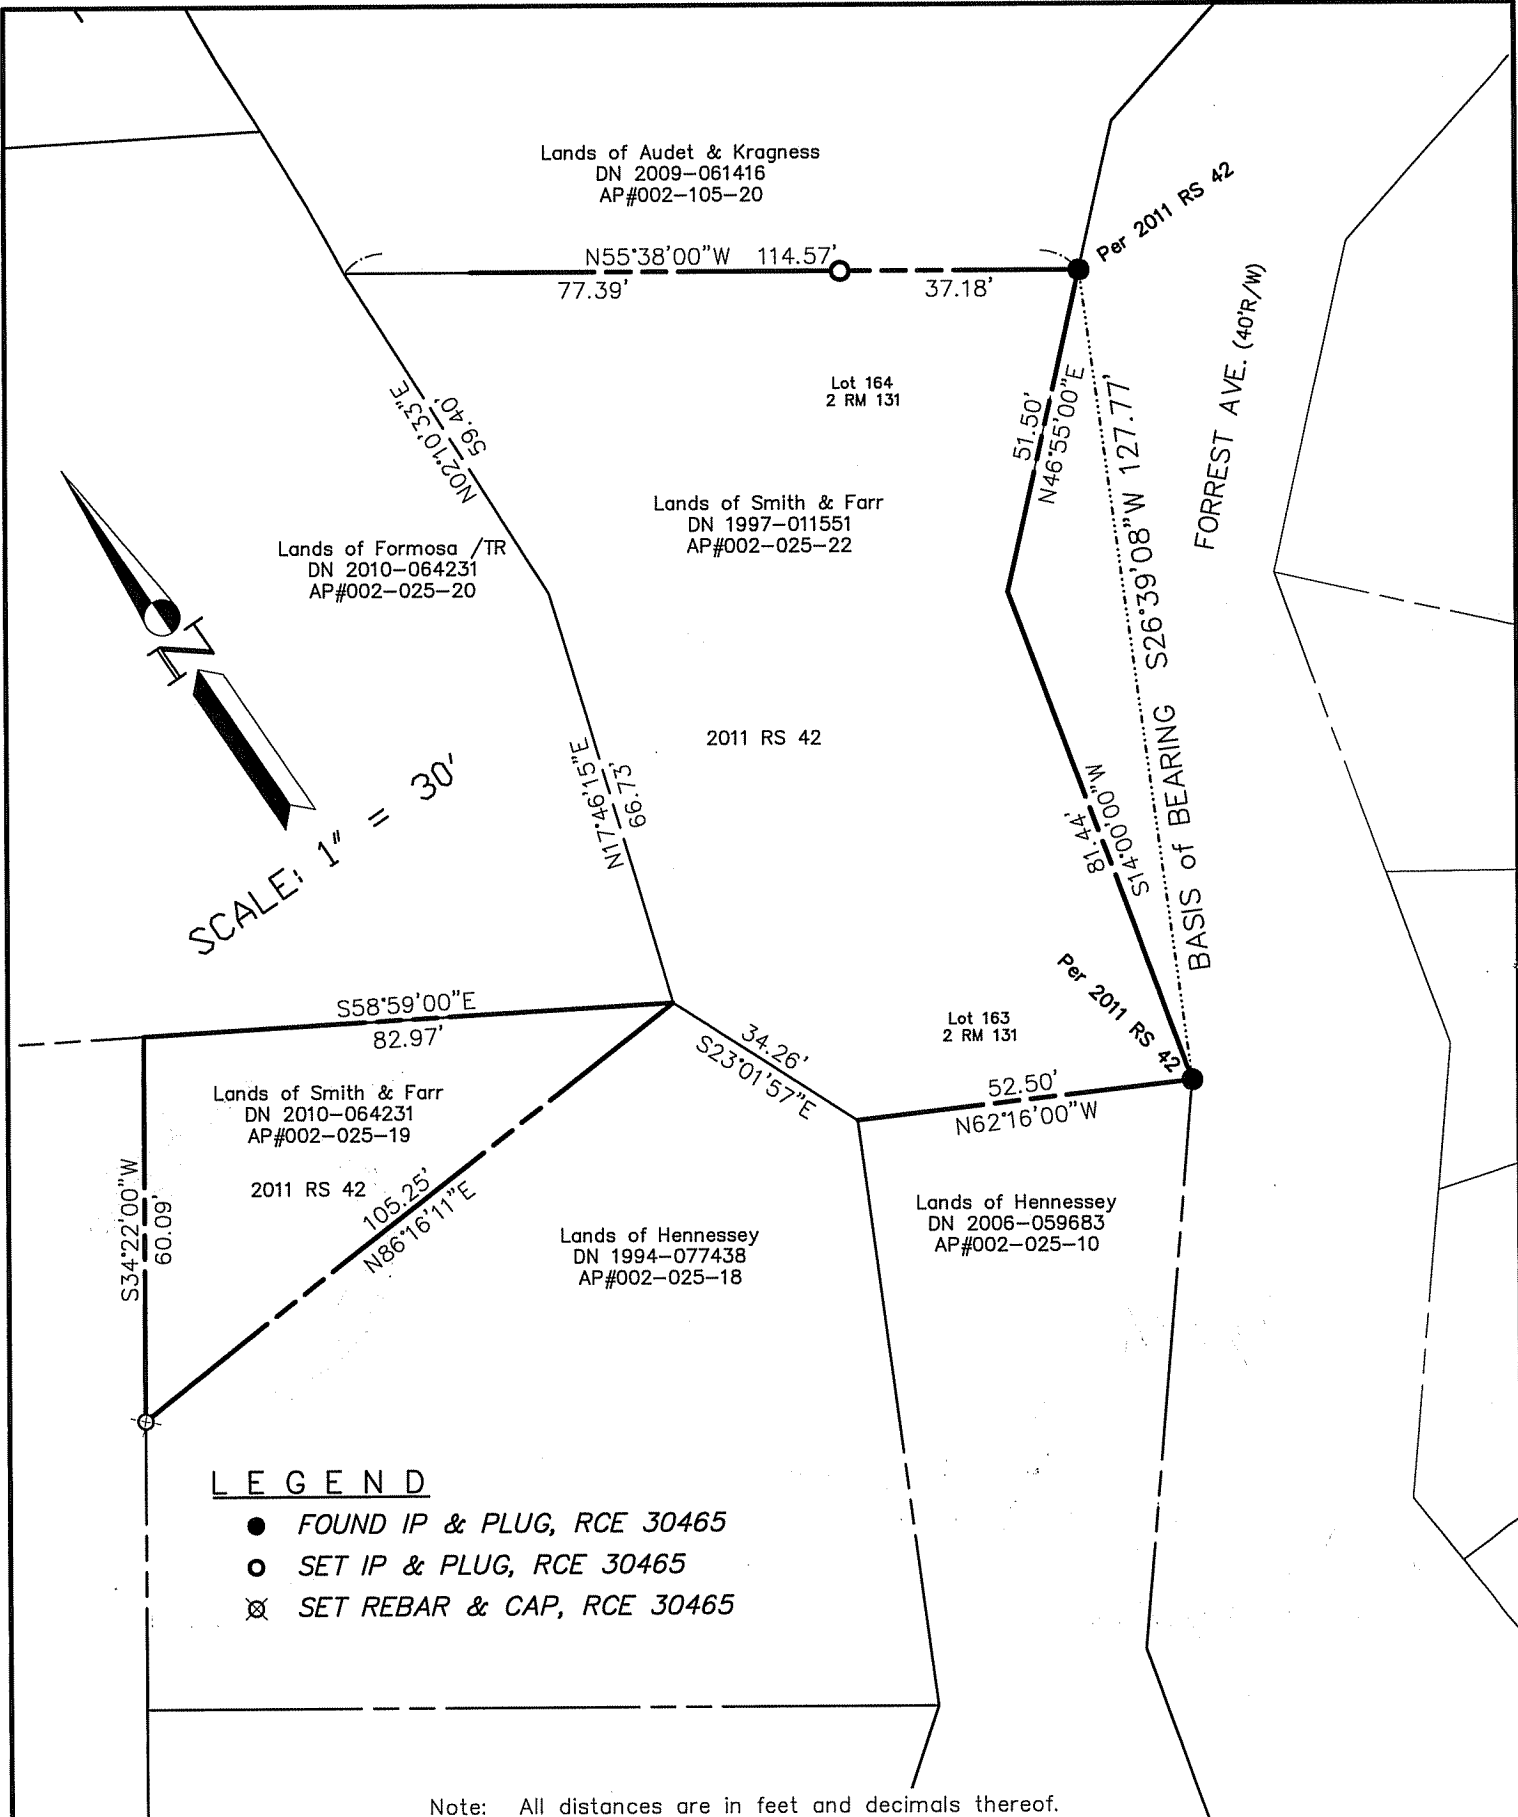 Lands of Audet & Kragness
DN 2009-061416
AP#002-105-20
Per 2011 RS 42
N55°38'00"W 114.57'
77.39'
37.18'
FORREST AVE. (40'R/W)
Lot 164
2 RM 131
N02°10'33"E
59.40'
51.50'
N46°55'00"E
BASIS of BEARING S26°39'08"W 127.77'
Lands of Smith & Farr
DN 1997-011551
AP#002-025-22
Lands of Formosa /TR
DN 2010-064231
AP#002-025-20
N
2011 RS 42
N17°46'15"E
66.73'
81.44'
S14°00'00"W
SCALE: 1" = 30'
Per 2011 RS 42
S58°59'00"E
82.97'
34.26'
S23°01'57"E
Lot 163
2 RM 131
52.50'
N62°16'00"W
Lands of Smith & Farr
DN 2010-064231
AP#002-025-19
2011 RS 42
S34°22'00"W
60.09'
105.25'
N86°16'11"E
Lands of Hennessey
DN 1994-077438
AP#002-025-18
Lands of Hennessey
DN 2006-059683
AP#002-025-10
LEGEND
FOUND IP & PLUG, RCE 30465
SET IP & PLUG, RCE 30465
SET REBAR & CAP, RCE 30465
Note: All distances are in feet and decimals thereof.